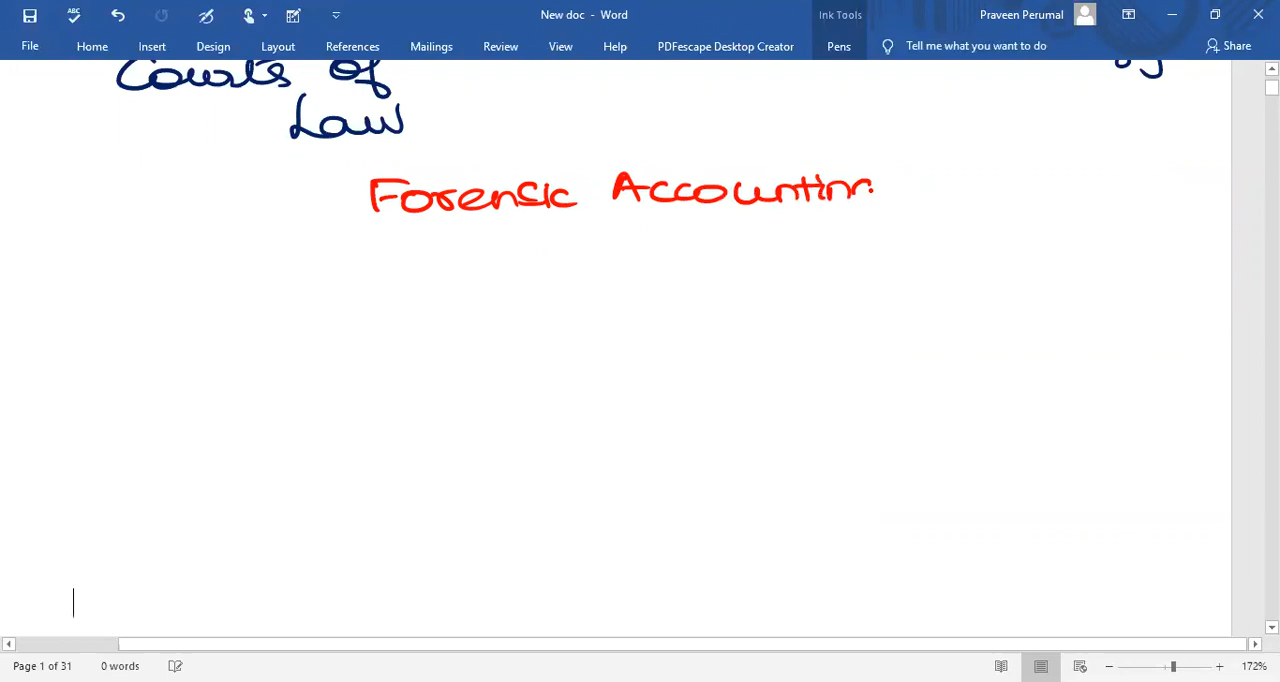 ABC
New doc - Word
Ink Tools
Praveen Perumal
File Home Insert Design Layout References Mailings Review View Help PDFescape Desktop Creator Pens Tell me what you want to do Share
Courts of
Law
Forensic Accountin
Page 1 of 31 0 words 172%